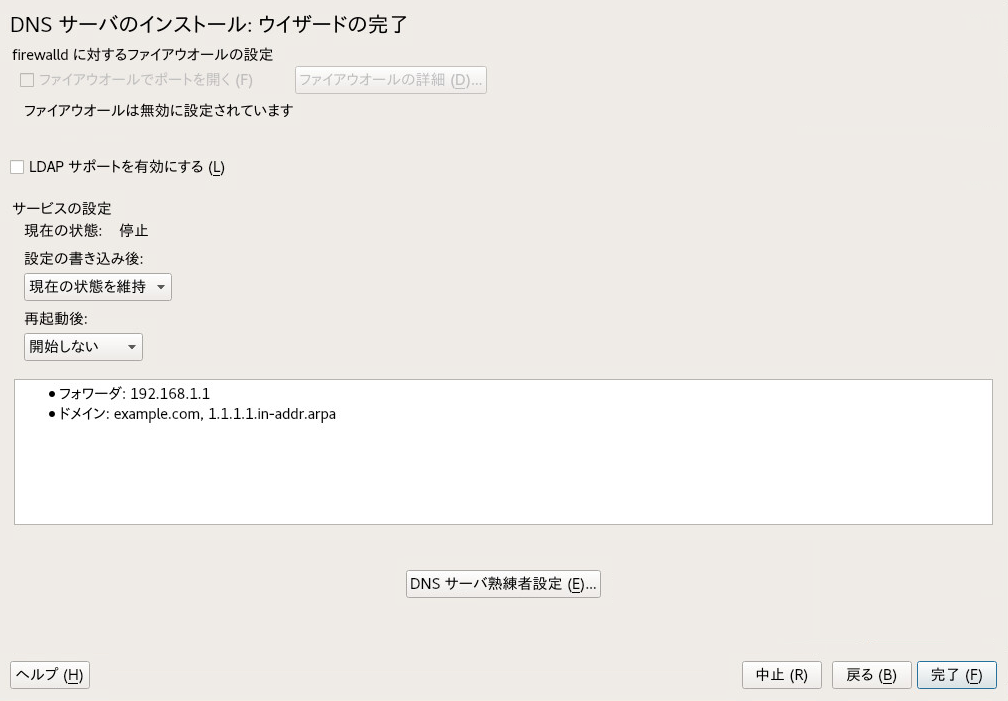 DNS サーバのインストール: ウイザードの完了
firewalld に対するファイアウオールの設定
ファイアウオールでポートを開く (F) ファイアウオールの詳細 (D)...
ファイアウオールは無効に設定されています
LDAP サポートを有効にする (L)
サービスの設定
現在の状態: 停止
設定の書き込み後:
現在の状態を維持
再起動後:
開始しない
● フォワーダ: 192.168.1.1
● ドメイン: example.com, 1.1.1.1.in-addr.arpa
DNS サーバ熟練者設定 (E)...
ヘルプ (H) 中止 (R) 戻る (B) 完了 (F)